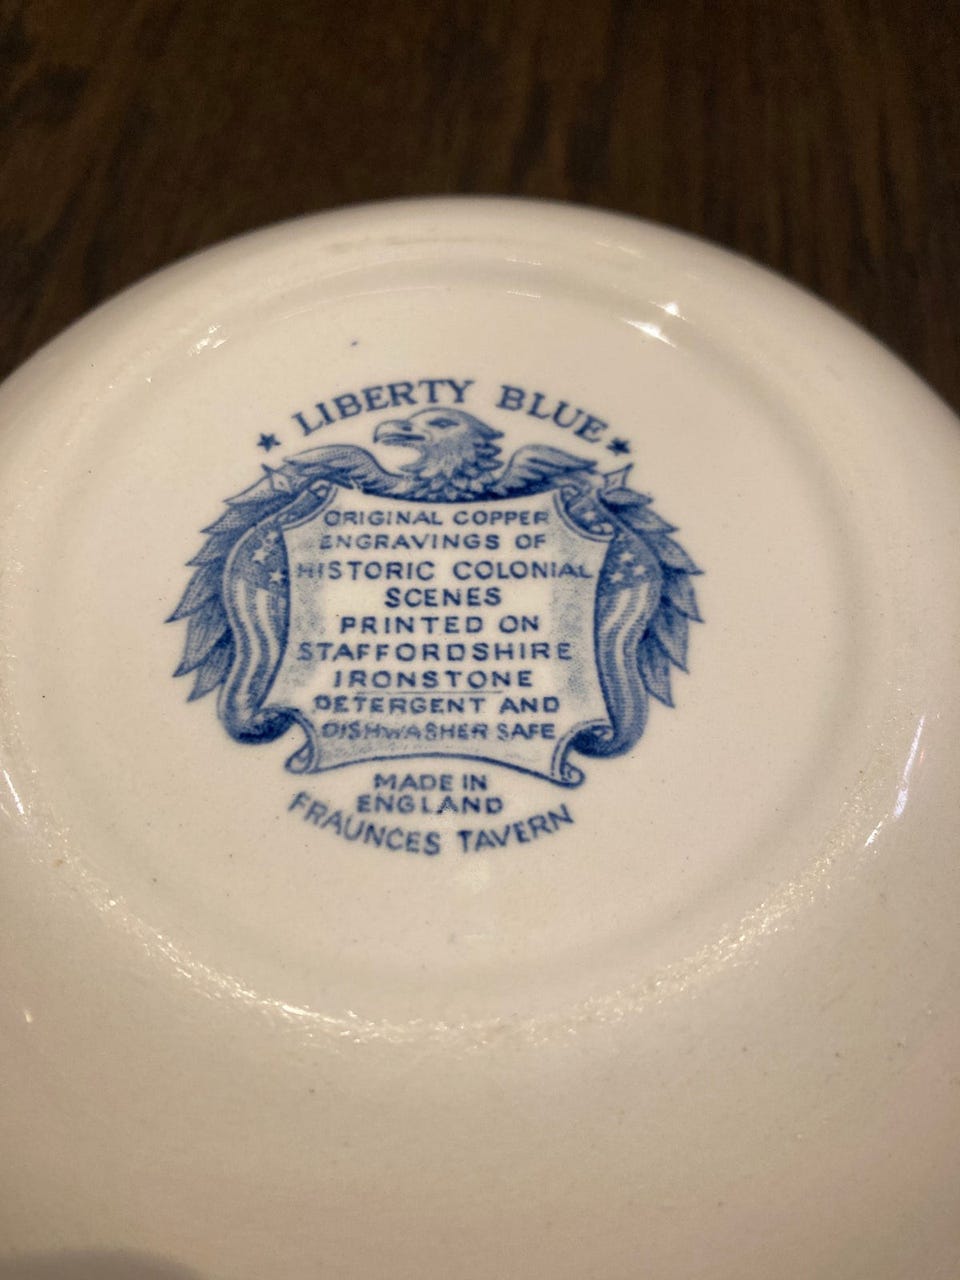 LIBERTY BLUE
ORIGINAL COPPER
ENGRAVINGS OF
HISTORIC COLONIAL
SCENES
PRINTED ON
STAFFORDSHIRE
IRONSTONE
DETERGENT AND
DISHWASHER SAFE
MADE IN
ENGLAND
FRAUNCES TAVERN